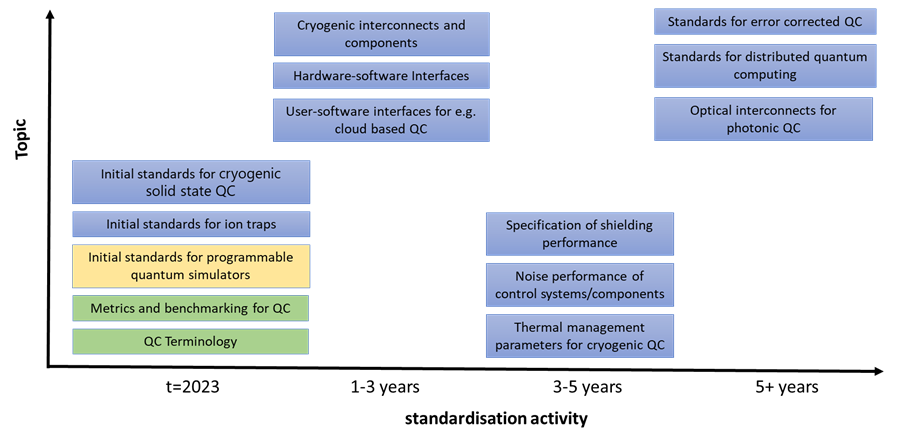 Topic
Cryogenic interconnects and
components
Hardware-software Interfaces
User-software interfaces for e.g.
cloud based QC
Standards for error corrected QC
Standards for distributed quantum
computing
Optical interconnects for
photonic QC
Initial standards for cryogenic
solid state QC
Initial standards for ion traps
Initial standards for programmable
quantum simulators
Metrics and benchmarking for QC
QC Terminology
Specification of shielding
performance
Noise performance of
control systems/components
Thermal management
parameters for cryogenic QC
t=2023
1-3 years
3-5 years
5+ years
standardisation activity